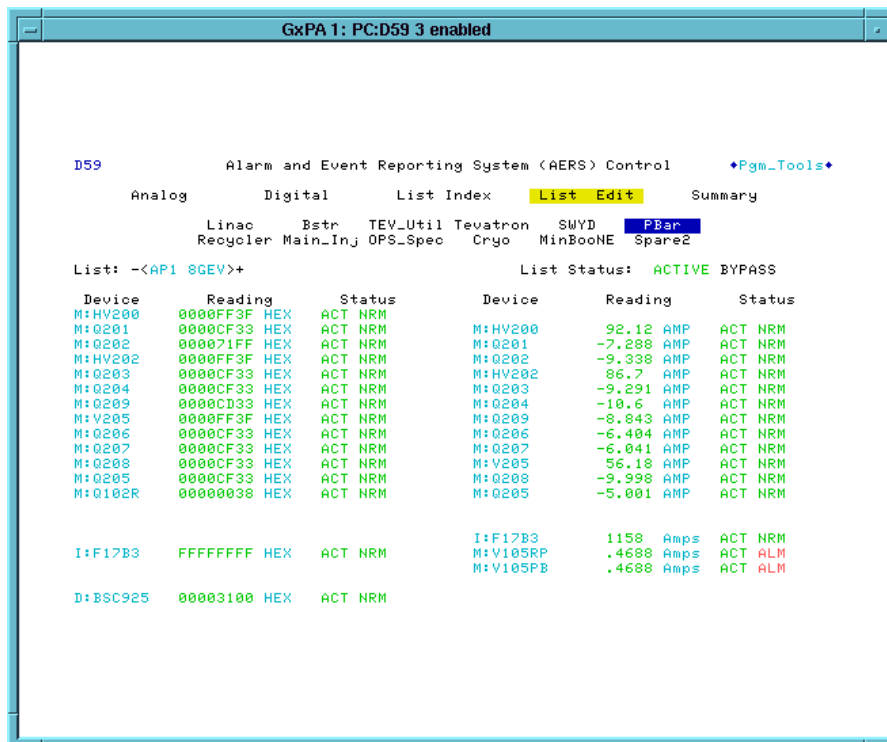 GxPA 1: PC:D59 3 enabled
D59 Alarm and Event Reporting System (AERS) Control ◆Pgm_Tools◆
Analog Digital List Index List Edit Summary
Linac Bstr TEV_Util Tevatron SWYD PBar
Recycler Main_Inj OPS_Spec Cryo MinBooNE Spare2
List: -<AP1 8GEV>+ List Status: ACTIVE BYPASS
Device Reading Status Device Reading Status
M:HV200 0000FF3F HEX ACT NRM
M:Q201 0000CF33 HEX ACT NRM M:HV200 92.12 AMP ACT NRM
M:Q202 000071FF HEX ACT NRM M:Q201 -7.288 AMP ACT NRM
M:HV202 0000FF3F HEX ACT NRM M:Q202 -9.338 AMP ACT NRM
M:Q203 0000CF33 HEX ACT NRM M:HV202 86.7 AMP ACT NRM
M:Q204 0000CF33 HEX ACT NRM M:Q203 -9.291 AMP ACT NRM
M:Q209 0000CD33 HEX ACT NRM M:Q204 -10.6 AMP ACT NRM
M:V205 0000FF3F HEX ACT NRM M:Q209 -8.843 AMP ACT NRM
M:Q206 0000CF33 HEX ACT NRM M:Q206 -6.404 AMP ACT NRM
M:Q207 0000CF33 HEX ACT NRM M:Q207 -6.041 AMP ACT NRM
M:Q208 0000CF33 HEX ACT NRM M:V205 56.18 AMP ACT NRM
M:Q205 0000CF33 HEX ACT NRM M:Q208 -9.998 AMP ACT NRM
M:Q102R 00000038 HEX ACT NRM M:Q205 -5.001 AMP ACT NRM
I:F17B3 1158 Amps ACT NRM
I:F17B3 FFFFFFFF HEX ACT NRM M:V105RP .4688 Amps ACT ALM
M:V105PB .4688 Amps ACT ALM
D:BSC925 00003100 HEX ACT NRM